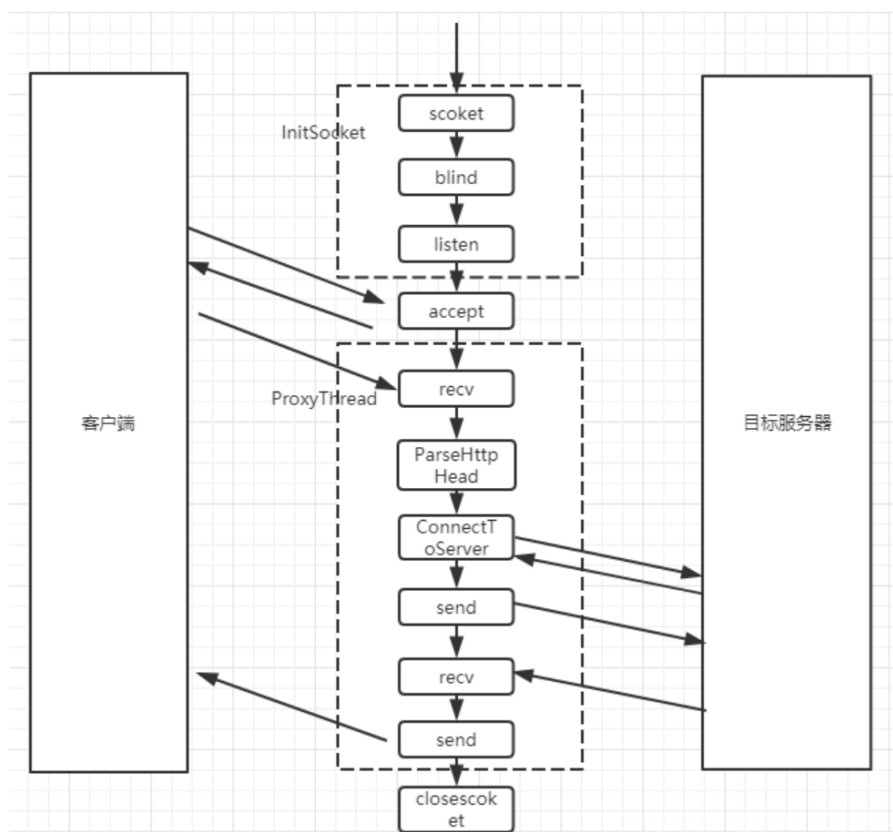 scoket
InitSocket
blind
listen
accept
recv
ProxyThread
客户端
目标服务器
ParseHttp
Head
ConnectT
oServer
send
recv
send
closescok
et